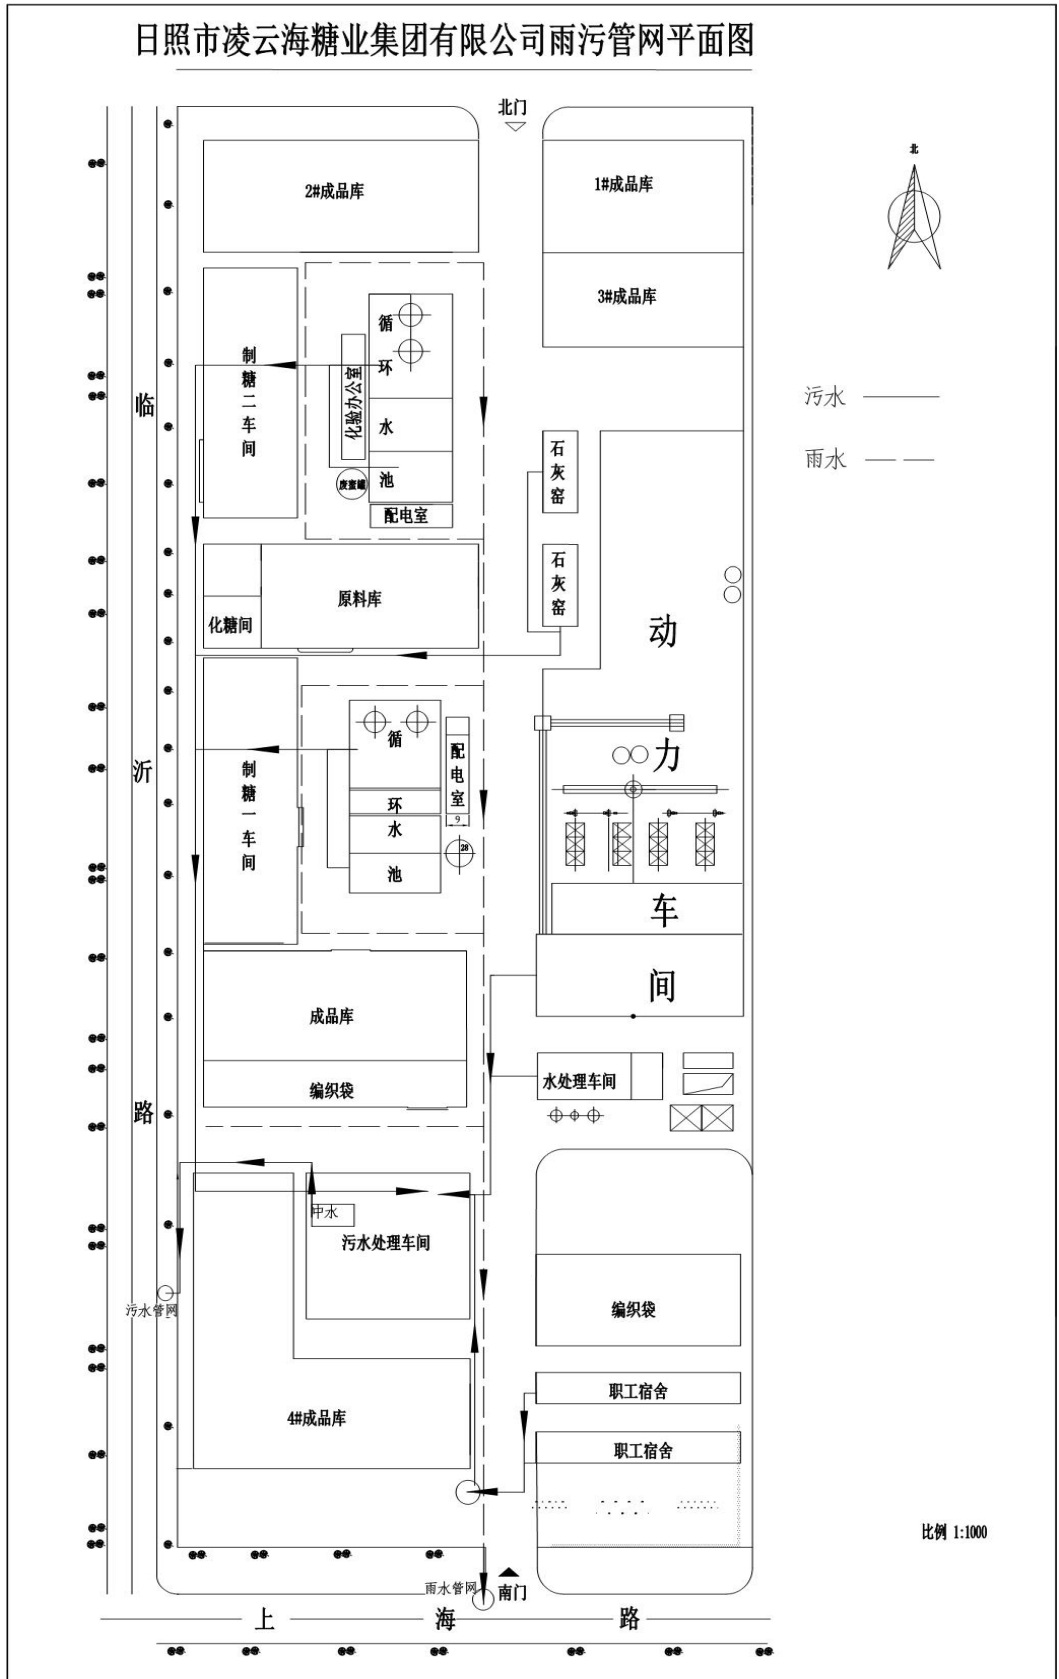 日照市凌云海糖业集团有限公司雨污管网平面图
北门
北
2#成品库
1#成品库
3#成品库
制糖二车间
化验办公室
循环水池
废蜜罐
配电室
石灰窑
石灰窑
污水
雨水
临沂路
原料库
化糖间
动力车间
制糖一车间
循环水池
配电室
9
28
成品库
编织袋
水处理车间
中水
污水处理车间
污水管网
编织袋
职工宿舍
职工宿舍
4#成品库
比例 1:1000
雨水管网
南门
上海路